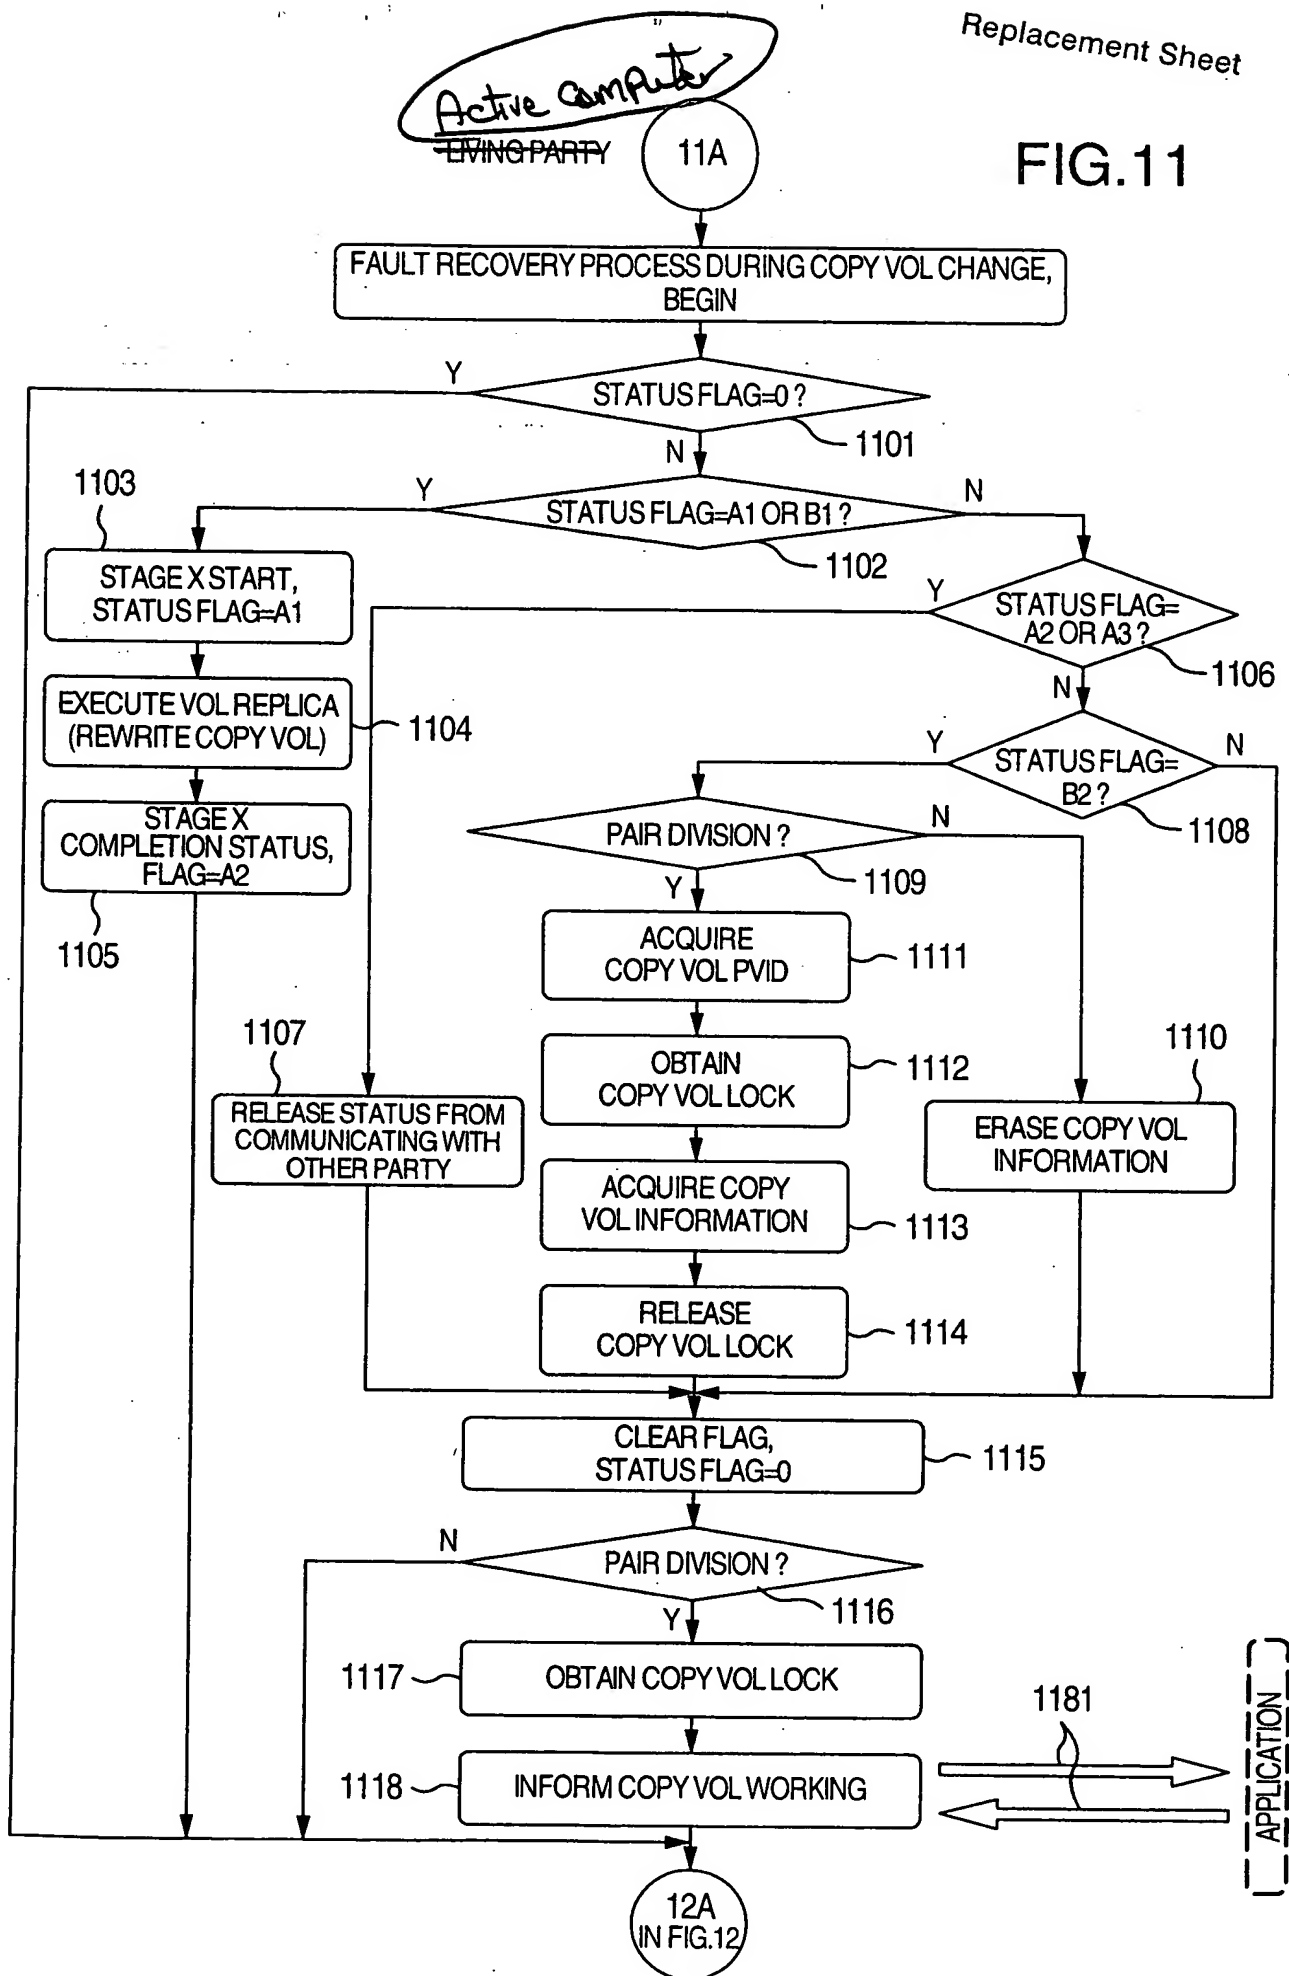 Replacement Sheet
Active computer
LIVING PARTY
11A
FIG.11
FAULT RECOVERY PROCESS DURING COPY VOL CHANGE,
BEGIN
Y
STATUS FLAG=0 ?
1101
N
1103
Y
STATUS FLAG=A1 OR B1 ?
N
1102
STAGE X START,
STATUS FLAG=A1
Y
STATUS FLAG=
A2 OR A3 ?
1106
N
EXECUTE VOL REPLICA
(REWRITE COPY VOL)
1104
Y
STATUS FLAG=
B2 ?
N
1108
STAGE X
COMPLETION STATUS,
FLAG=A2
1105
PAIR DIVISION ?
N
1109
Y
ACQUIRE
COPY VOL PVID
1111
1107
OBTAIN
COPY VOL LOCK
1112
1110
RELEASE STATUS FROM
COMMUNICATING WITH
OTHER PARTY
ERASE COPY VOL
INFORMATION
ACQUIRE COPY
VOL INFORMATION
1113
RELEASE
COPY VOL LOCK
1114
CLEAR FLAG,
STATUS FLAG=0
1115
N
PAIR DIVISION ?
1116
Y
1117
OBTAIN COPY VOL LOCK
1181
1118
INFORM COPY VOL WORKING
APPLICATION
12A
IN FIG.12